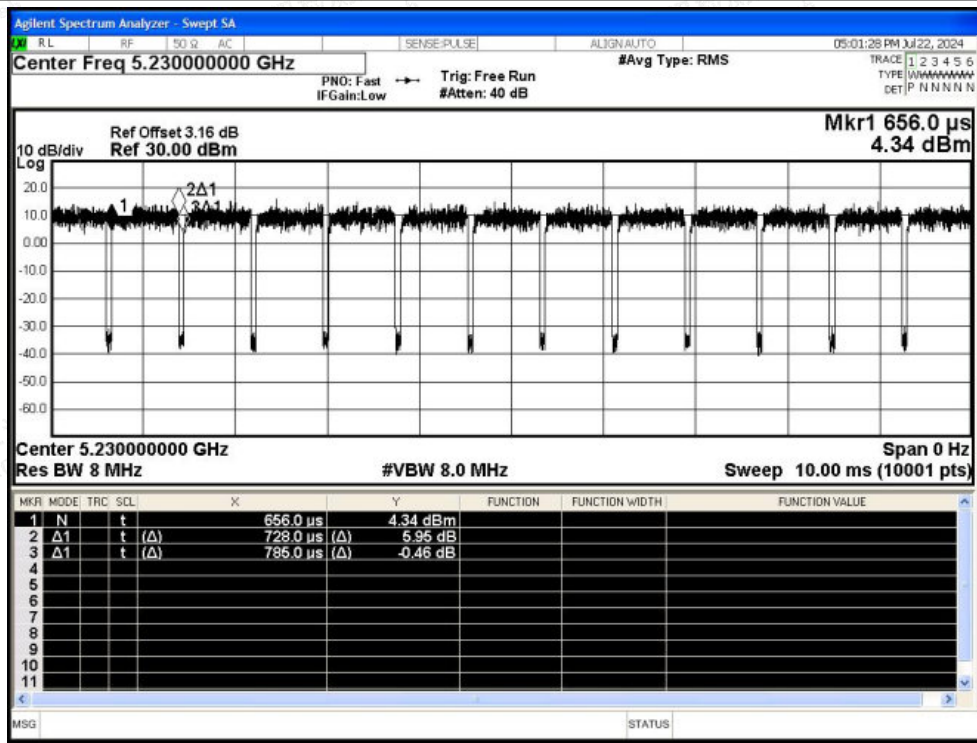 Agilent Spectrum Analyzer - Swept SA
LXI RL RF 50 Ω AC SENSE:PULSE ALIGN AUTO 05:01:28 PM Jul 22, 2024
Center Freq 5.230000000 GHz #Avg Type: RMS TRACE 1 2 3 4 5 6
PNO: Fast Trig: Free Run TYPE WWWWWW
IFGain:Low #Atten: 40 dB DET P N N N N N
Mkr1 656.0 µs
Ref Offset 3.16 dB
10 dB/div Ref 30.00 dBm 4.34 dBm
Log
20.0
2Δ1
1 3Δ1
10.0
0.00
-10.0
-20.0
-30.0
-40.0
-50.0
-60.0
Center 5.230000000 GHz Span 0 Hz
Res BW 8 MHz #VBW 8.0 MHz Sweep 10.00 ms (10001 pts)
MKR MODE TRC SCL X Y FUNCTION FUNCTION WIDTH FUNCTION VALUE
1 N t 656.0 µs 4.34 dBm
2 Δ1 t (Δ) 728.0 µs (Δ) 5.95 dB
3 Δ1 t (Δ) 785.0 µs (Δ) -0.46 dB
4
5
6
7
8
9
10
11
MSG STATUS